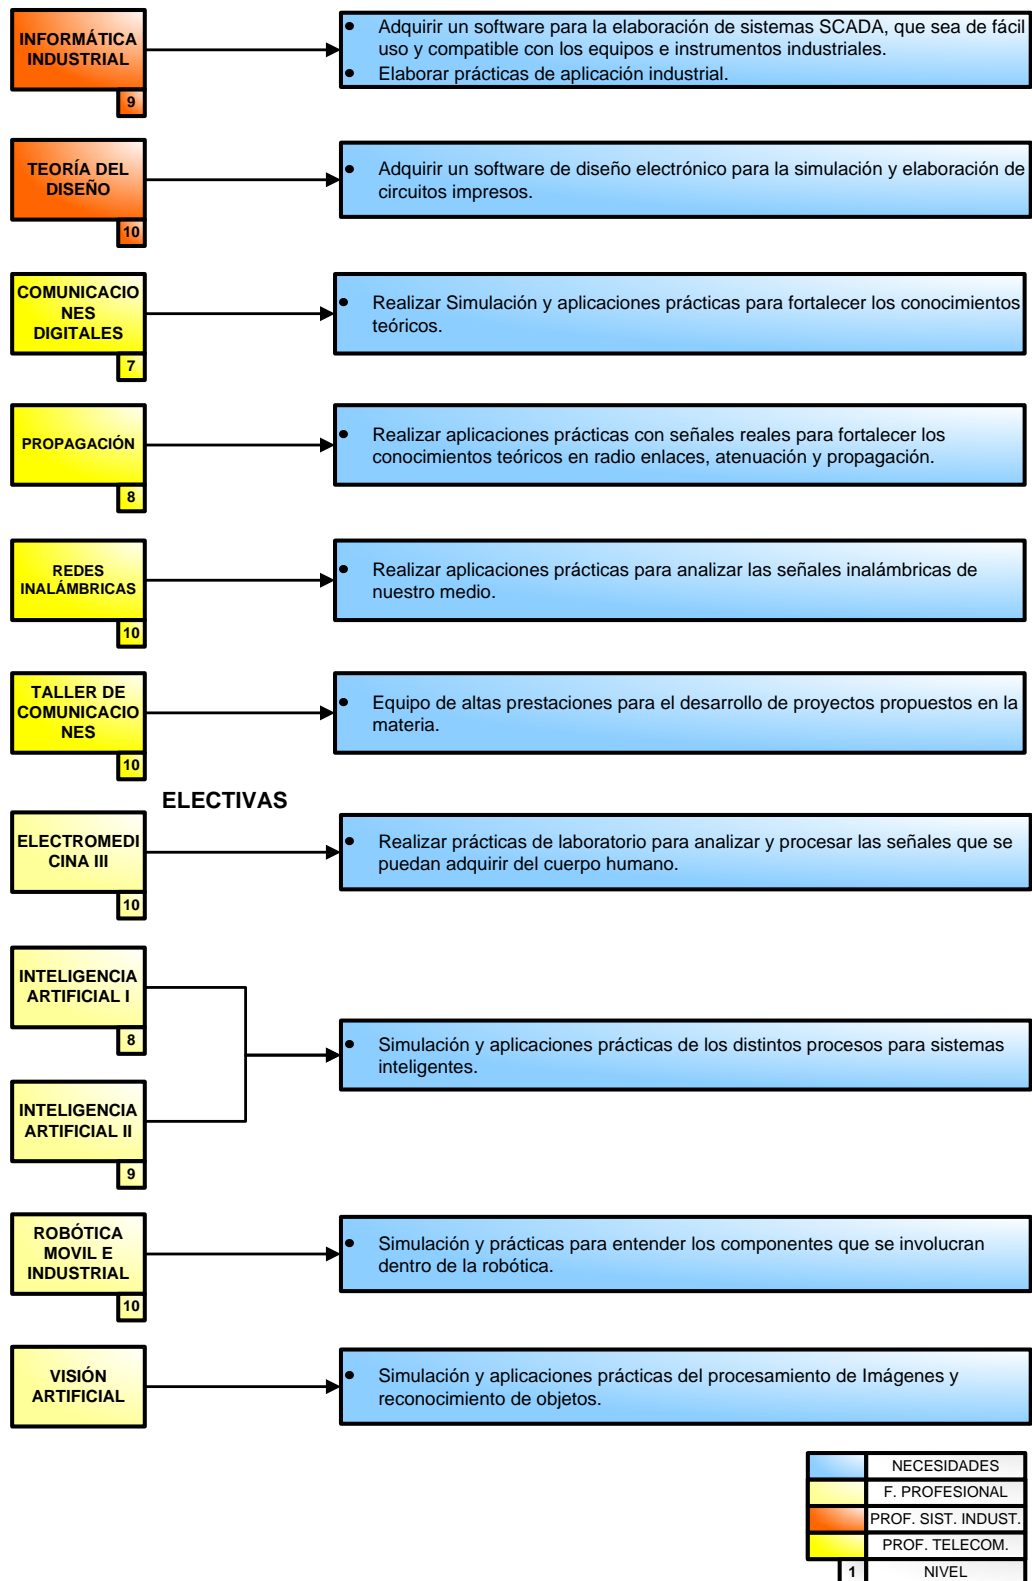 INFORMÁTICA
INDUSTRIAL
9
• Adquirir un software para la elaboración de sistemas SCADA, que sea de fácil
uso y compatible con los equipos e instrumentos industriales.
• Elaborar prácticas de aplicación industrial.
TEORÍA DEL
DISEÑO
10
• Adquirir un software de diseño electrónico para la simulación y elaboración de
circuitos impresos.
COMUNICACIO
NES
DIGITALES
7
• Realizar Simulación y aplicaciones prácticas para fortalecer los conocimientos
teóricos.
PROPAGACIÓN
8
• Realizar aplicaciones prácticas con señales reales para fortalecer los
conocimientos teóricos en radio enlaces, atenuación y propagación.
REDES
INALÁMBRICAS
10
• Realizar aplicaciones prácticas para analizar las señales inalámbricas de
nuestro medio.
TALLER DE
COMUNICACIO
NES
10
• Equipo de altas prestaciones para el desarrollo de proyectos propuestos en la
materia.
ELECTIVAS
ELECTROMEDI
CINA III
10
• Realizar prácticas de laboratorio para analizar y procesar las señales que se
puedan adquirir del cuerpo humano.
INTELIGENCIA
ARTIFICIAL I
8
• Simulación y aplicaciones prácticas de los distintos procesos para sistemas
inteligentes.
INTELIGENCIA
ARTIFICIAL II
9
ROBÓTICA
MOVIL E
INDUSTRIAL
10
• Simulación y prácticas para entender los componentes que se involucran
dentro de la robótica.
VISIÓN
ARTIFICIAL
• Simulación y aplicaciones prácticas del procesamiento de Imágenes y
reconocimiento de objetos.
NECESIDADES
F. PROFESIONAL
PROF. SIST. INDUST.
PROF. TELECOM.
1 NIVEL